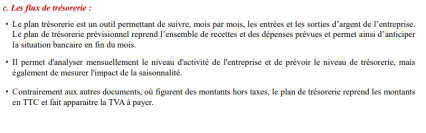 c. Les flux de trésorerie :
• Le plan trésorerie est un outil permettant de suivre, mois par mois, les entrées et les sorties d'argent de l'entreprise.
Le plan de trésorerie prévisionnel reprend l'ensemble de recettes et des dépenses prévues et permet ainsi d'anticiper
la situation bancaire en fin du mois.
• Il permet d'analyser mensuellement le niveau d'activité de l'entreprise et de prévoir le niveau de trésorerie, mais
également de mesurer l'impact de la saisonnalité.
• Contrairement aux autres documents, où figurent des montants hors taxes, le plan de trésorerie reprend les montants
en TTC et fait apparaitre la TVA à payer.